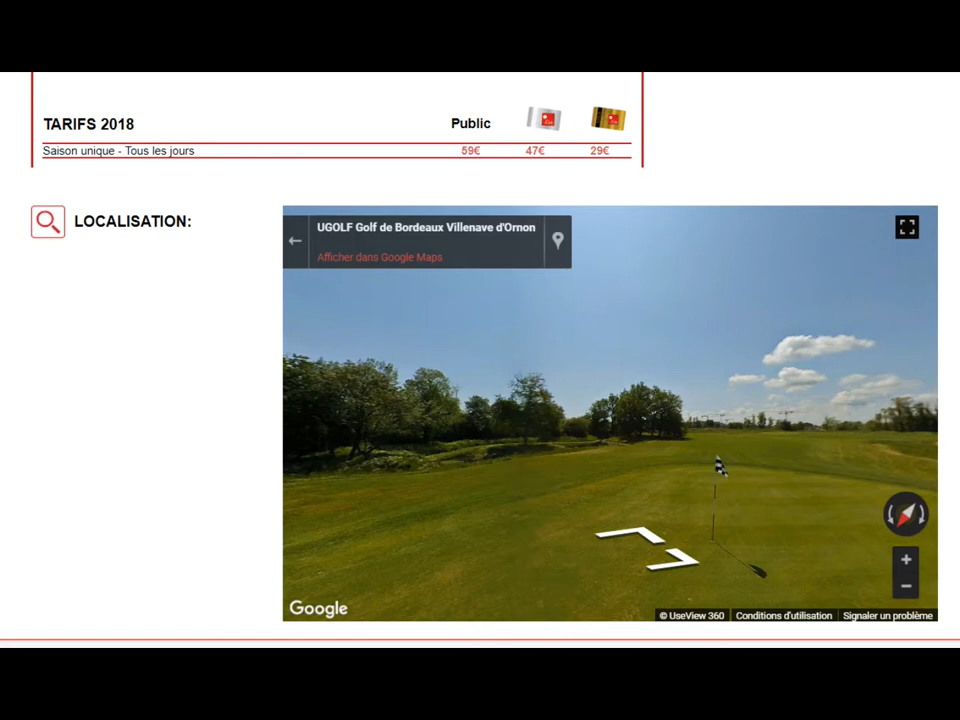 TARIFS 2018 Public
Saison unique - Tous les jours 59€ 47€ 29€
LOCALISATION:
UGOLF Golf de Bordeaux Villenave d'Ornon
Afficher dans Google Maps
Google
© UseView 360 Conditions d'utilisation Signaler un problème